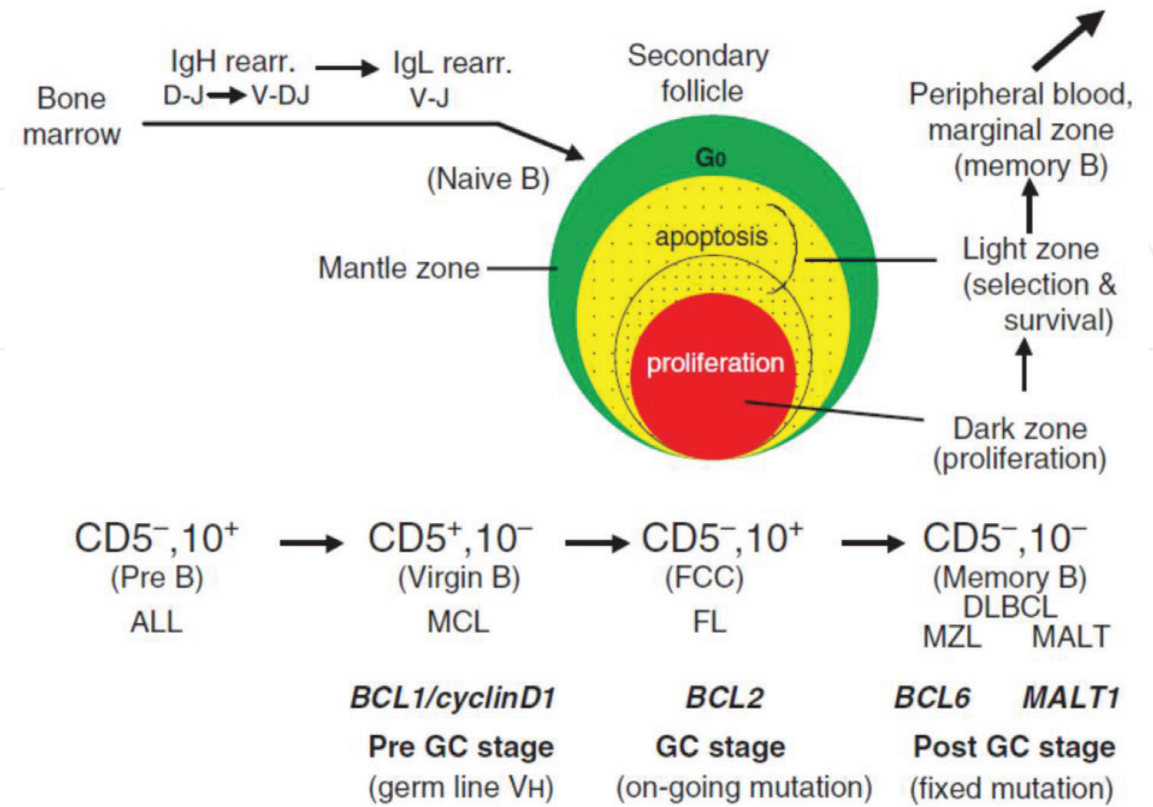 IgH rearr. → IgL rearr.
D-J→V-DJ V-J
Bone
marrow
(Naive B)
Secondary
follicle
G0
apoptosis
proliferation
Mantle zone
Peripheral blood,
marginal zone
(memory B)
Light zone
(selection &
survival)
Dark zone
(proliferation)
CD5⁻,10⁺ → CD5⁺,10⁻ → CD5⁻,10⁺ → CD5⁻,10⁻
(Pre B) (Virgin B) (FCC) (Memory B)
ALL MCL FL DLBCL
MZL MALT
BCL1/cyclinD1 BCL2 BCL6 MALT1
Pre GC stage GC stage Post GC stage
(germ line VH) (on-going mutation) (fixed mutation)